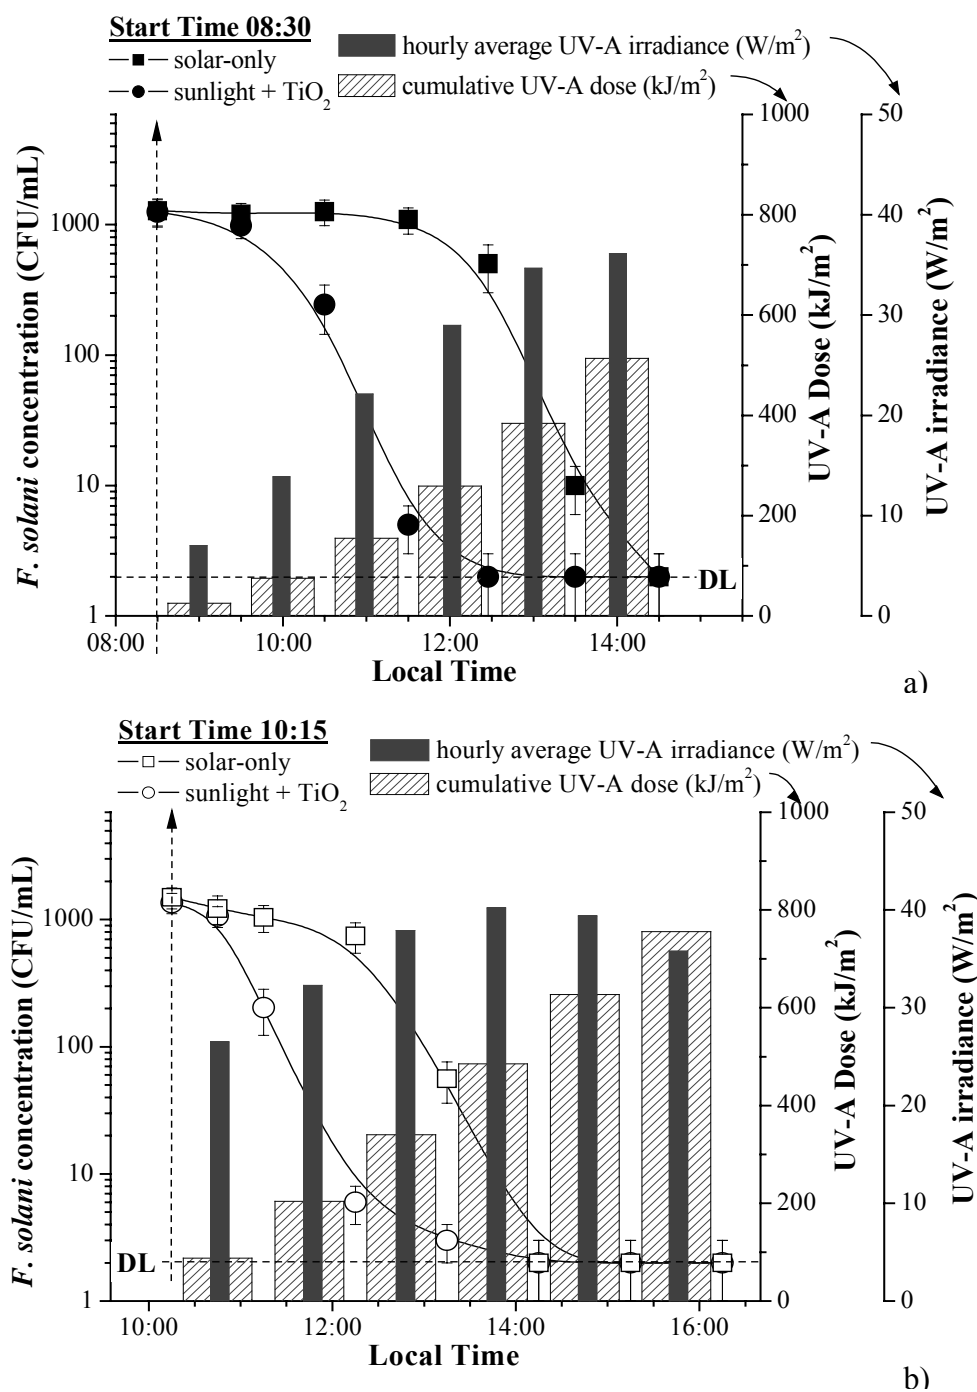 Start Time 08:30
solar-only
sunlight + TiO₂
hourly average UV-A irradiance (W/m²)
cumulative UV-A dose (kJ/m²)
F. solani concentration (CFU/mL)
1000
100
10
1
1000
800
600
400
200
0
UV-A Dose (kJ/m²)
50
40
30
20
10
0
UV-A irradiance (W/m²)
DL
08:00 10:00 12:00 14:00
Local Time
a)
Start Time 10:15
solar-only
sunlight + TiO₂
hourly average UV-A irradiance (W/m²)
cumulative UV-A dose (kJ/m²)
F. solani concentration (CFU/mL)
1000
100
10
1
DL
1000
800
600
400
200
0
UV-A Dose (kJ/m²)
50
40
30
20
10
0
UV-A irradiance (W/m²)
10:00 12:00 14:00 16:00
Local Time
b)